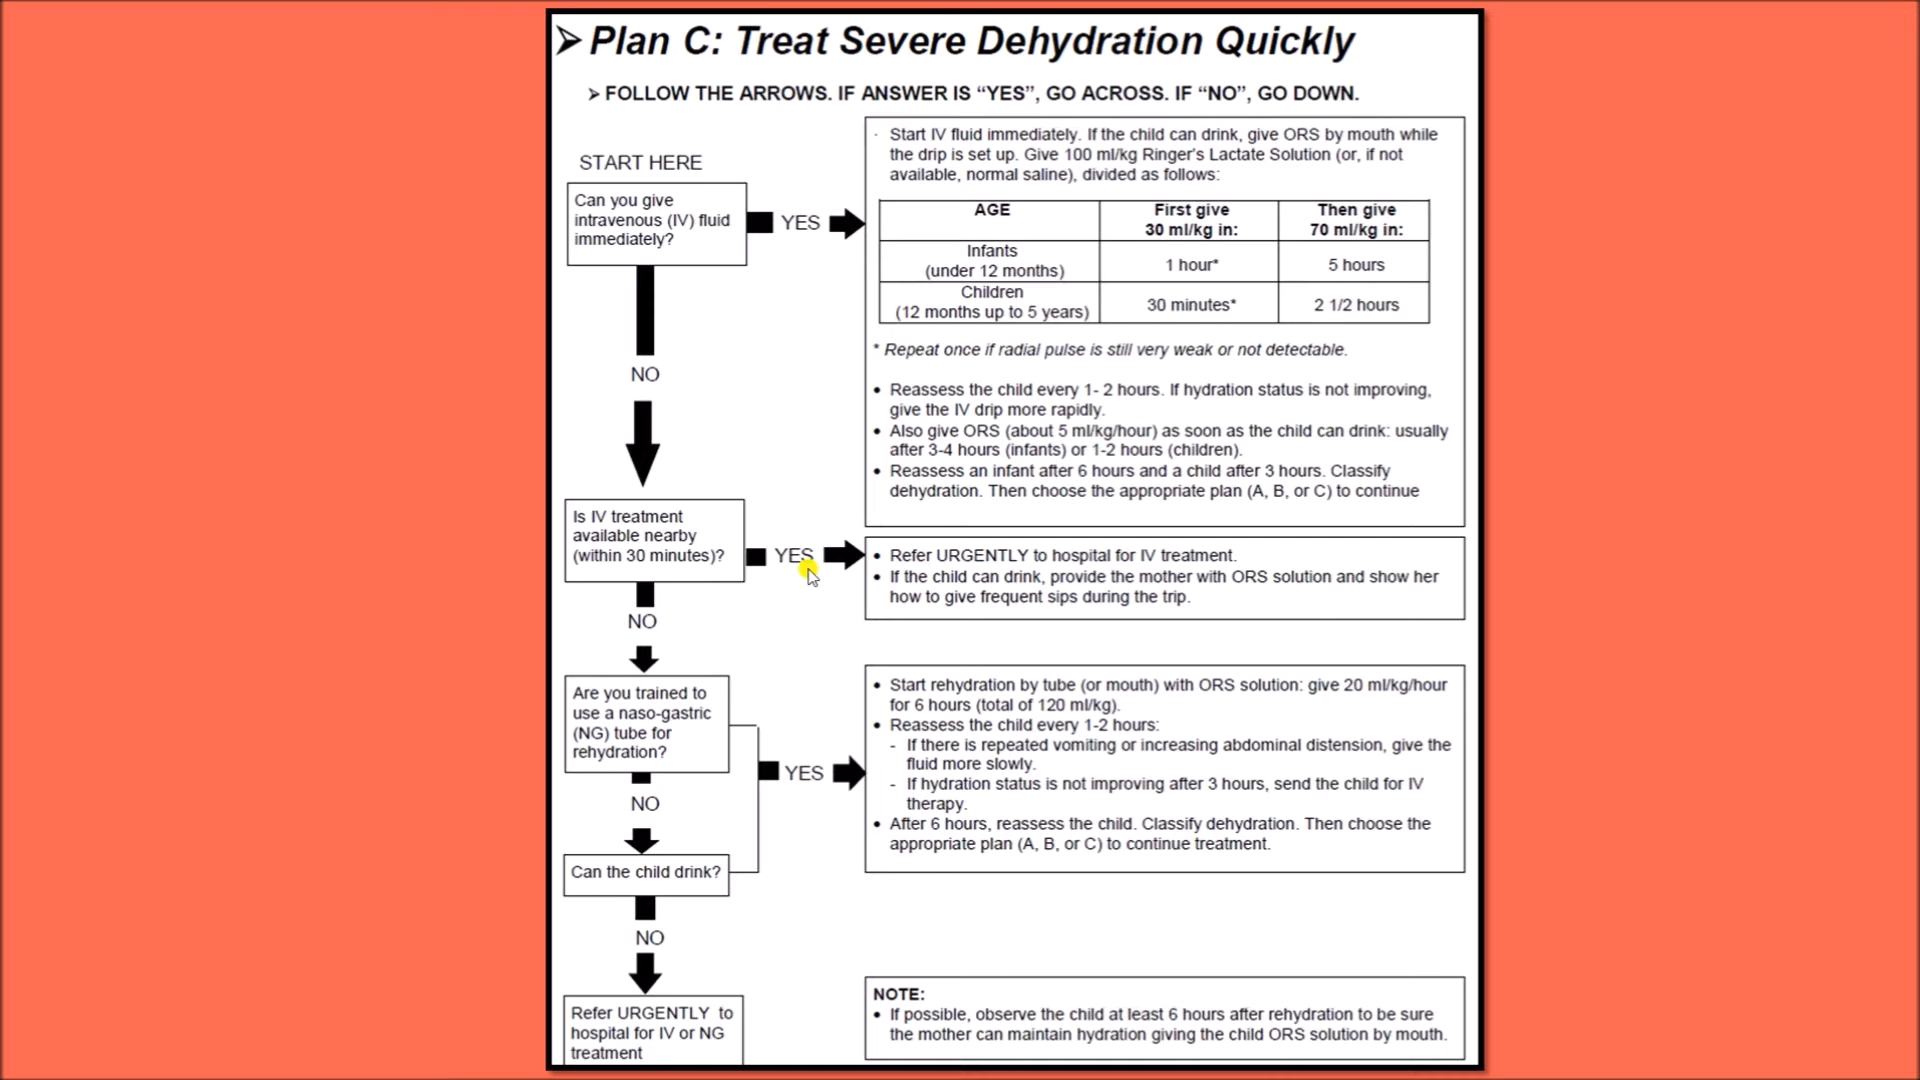 ➢ Plan C: Treat Severe Dehydration Quickly
➢ FOLLOW THE ARROWS. IF ANSWER IS “YES”, GO ACROSS. IF “NO”, GO DOWN.
START HERE
Can you give
intravenous (IV) fluid
immediately?
YES
· Start IV fluid immediately. If the child can drink, give ORS by mouth while
the drip is set up. Give 100 ml/kg Ringer's Lactate Solution (or, if not
available, normal saline), divided as follows:
AGE
First give
30 ml/kg in:
Then give
70 ml/kg in:
Infants
(under 12 months)
1 hour*
5 hours
Children
(12 months up to 5 years)
30 minutes*
2 1/2 hours
* Repeat once if radial pulse is still very weak or not detectable.
• Reassess the child every 1- 2 hours. If hydration status is not improving,
give the IV drip more rapidly.
• Also give ORS (about 5 ml/kg/hour) as soon as the child can drink: usually
after 3-4 hours (infants) or 1-2 hours (children).
• Reassess an infant after 6 hours and a child after 3 hours. Classify
dehydration. Then choose the appropriate plan (A, B, or C) to continue
NO
Is IV treatment
available nearby
(within 30 minutes)?
YES
• Refer URGENTLY to hospital for IV treatment.
• If the child can drink, provide the mother with ORS solution and show her
how to give frequent sips during the trip.
NO
Are you trained to
use a naso-gastric
(NG) tube for
rehydration?
YES
• Start rehydration by tube (or mouth) with ORS solution: give 20 ml/kg/hour
for 6 hours (total of 120 ml/kg).
• Reassess the child every 1-2 hours:
- If there is repeated vomiting or increasing abdominal distension, give the
fluid more slowly.
- If hydration status is not improving after 3 hours, send the child for IV
therapy.
• After 6 hours, reassess the child. Classify dehydration. Then choose the
appropriate plan (A, B, or C) to continue treatment.
NO
Can the child drink?
NO
Refer URGENTLY to
hospital for IV or NG
treatment
NOTE:
• If possible, observe the child at least 6 hours after rehydration to be sure
the mother can maintain hydration giving the child ORS solution by mouth.